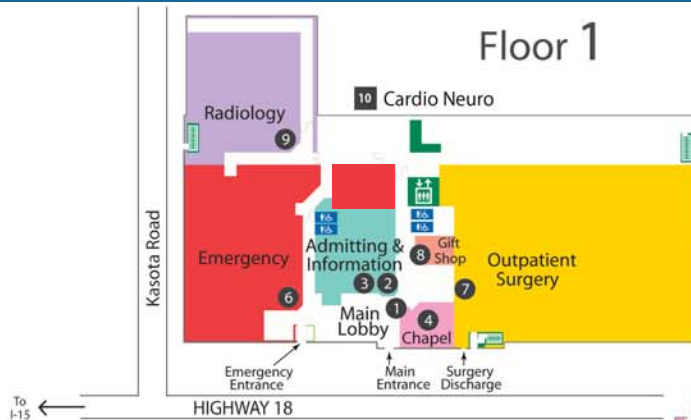 Floor 1
10 Cardio Neuro
Radiology
9
Admitting &
Information
3 2
Emergency
6
Gift
Shop
8
Outpatient
Surgery
7
1
Main
Lobby
4
Chapel
Kasota Road
Emergency
Entrance
Main
Entrance
Surgery
Discharge
To
I-15
HIGHWAY 18